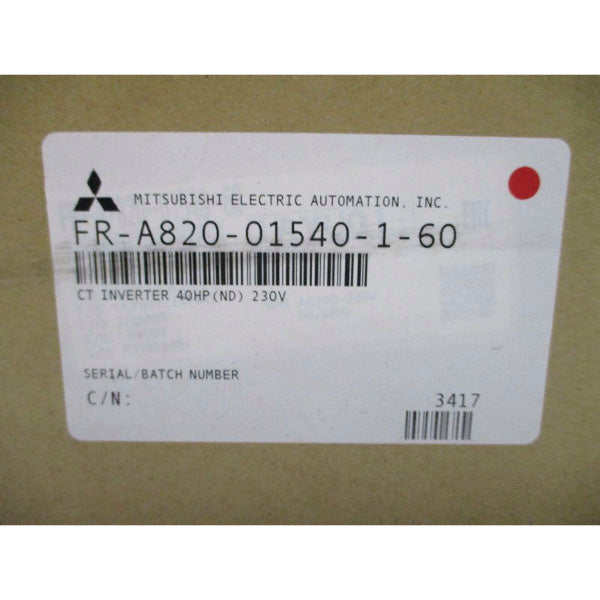 MITSUBISHI ELECTRIC AUTOMATION, INC.
FR-A820-01540-1-60
CT INVERTER 40HP(ND) 230V
SERIAL/BATCH NUMBER
C/N:
3417